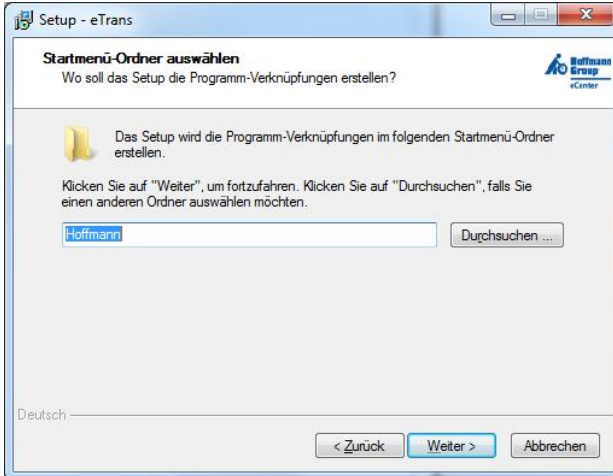 Setup - eTrans
Startmenü-Ordner auswählen
Wo soll das Setup die Programm-Verknüpfungen erstellen?
Hoffmann
Group
eCenter
Das Setup wird die Programm-Verknüpfungen im folgenden Startmenü-Ordner
erstellen.
Klicken Sie auf "Weiter", um fortzufahren. Klicken Sie auf "Durchsuchen", falls Sie
einen anderen Ordner auswählen möchten.
Hoffmann
Durchsuchen ...
Deutsch
< Zurück
Weiter >
Abbrechen